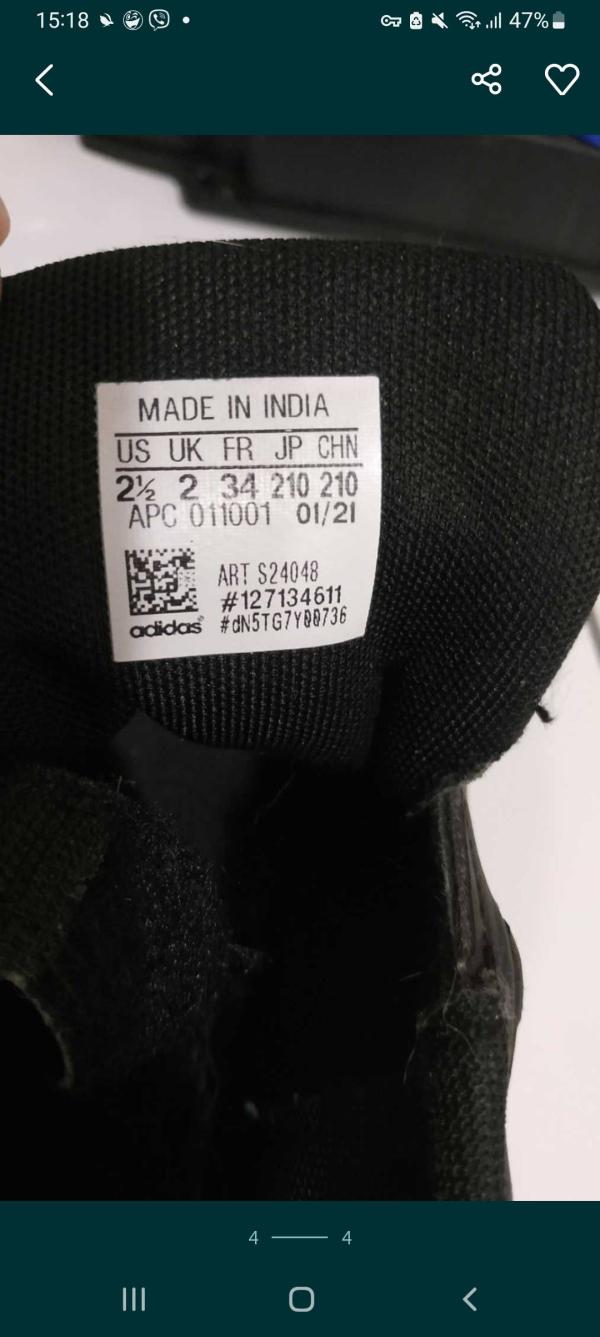 15:18
47%
MADE IN INDIA
US UK FR JP CHN
2½ 2 34 210 210
APC 011001 01/21
ART S24048
#127134611
adidas #dN5TG7Y00736
4 4